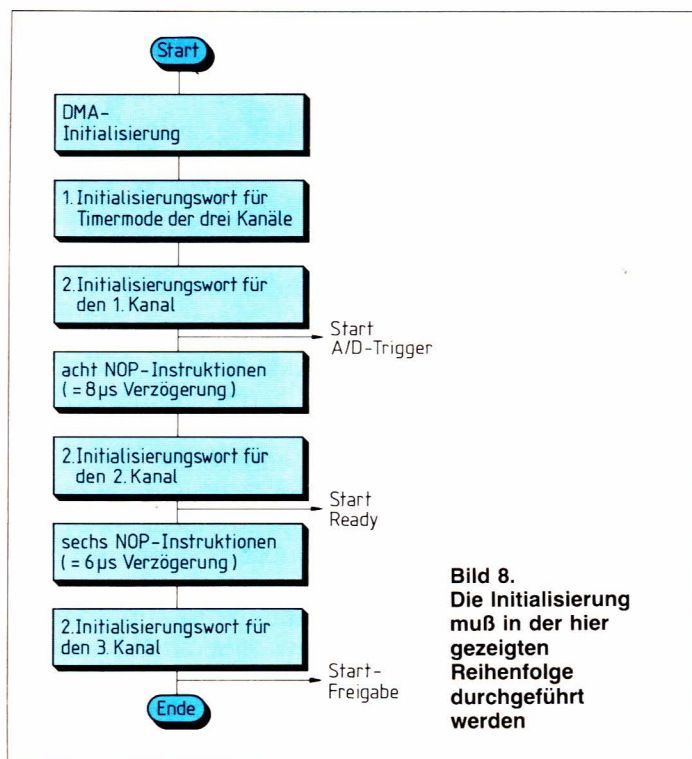 Start
DMA-
Initialisierung
1. Initialisierungswort für
Timermode der drei Kanäle
2. Initialisierungswort für
den 1. Kanal
Start
A/D-Trigger
acht NOP-Instruktionen
( = 8µs Verzögerung )
2. Initialisierungswort für
den 2. Kanal
Start
Ready
sechs NOP-Instruktionen
( = 6µs Verzögerung )
2. Initialisierungswort für
den 3. Kanal
Start-
Freigabe
Ende
Bild 8.
Die Initialisierung
muß in der hier
gezeigten
Reihenfolge
durchgeführt
werden